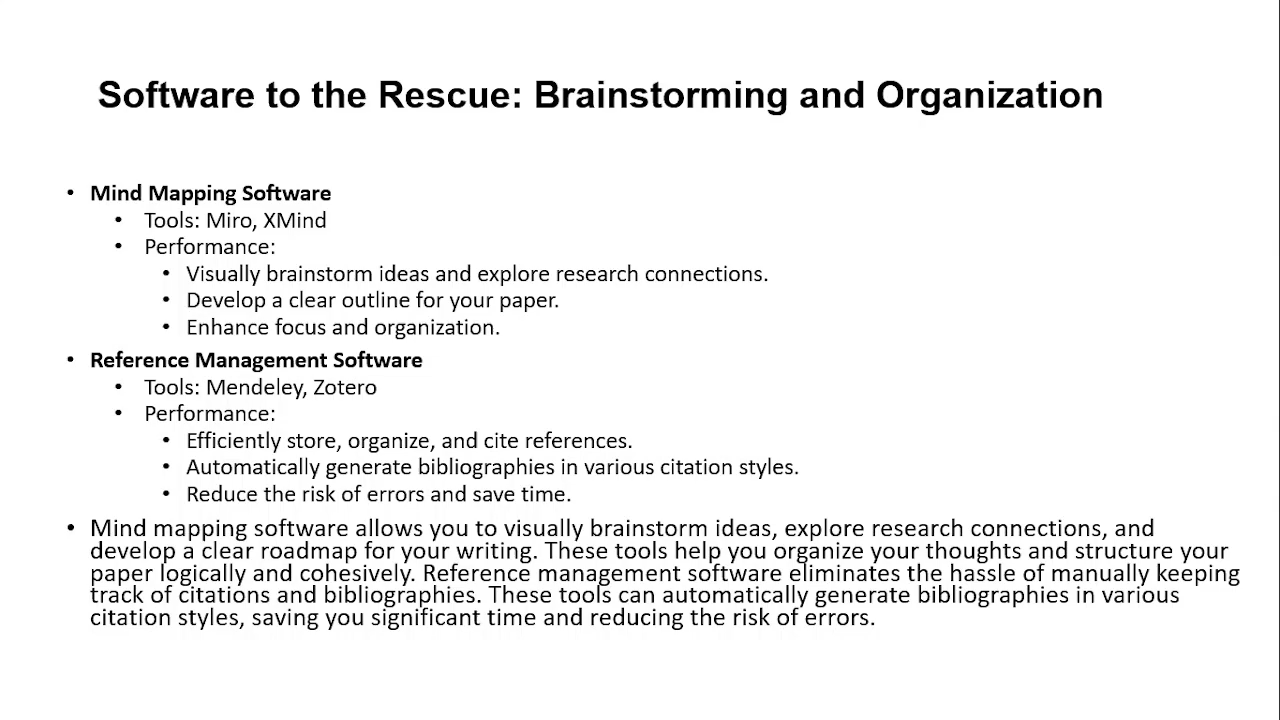 Software to the Rescue: Brainstorming and Organization
• Mind Mapping Software
• Tools: Miro, XMind
• Performance:
• Visually brainstorm ideas and explore research connections.
• Develop a clear outline for your paper.
• Enhance focus and organization.
• Reference Management Software
• Tools: Mendeley, Zotero
• Performance:
• Efficiently store, organize, and cite references.
• Automatically generate bibliographies in various citation styles.
• Reduce the risk of errors and save time.
• Mind mapping software allows you to visually brainstorm ideas, explore research connections, and
develop a clear roadmap for your writing. These tools help you organize your thoughts and structure your
paper logically and cohesively. Reference management software eliminates the hassle of manually keeping
track of citations and bibliographies. These tools can automatically generate bibliographies in various
citation styles, saving you significant time and reducing the risk of errors.